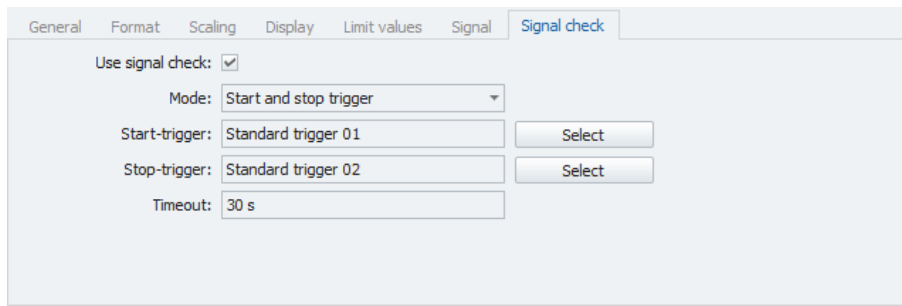 General Format Scaling Display Limit values Signal Signal check
Use signal check:
Mode: Start and stop trigger
Start-trigger: Standard trigger 01 Select
Stop-trigger: Standard trigger 02 Select
Timeout: 30 s